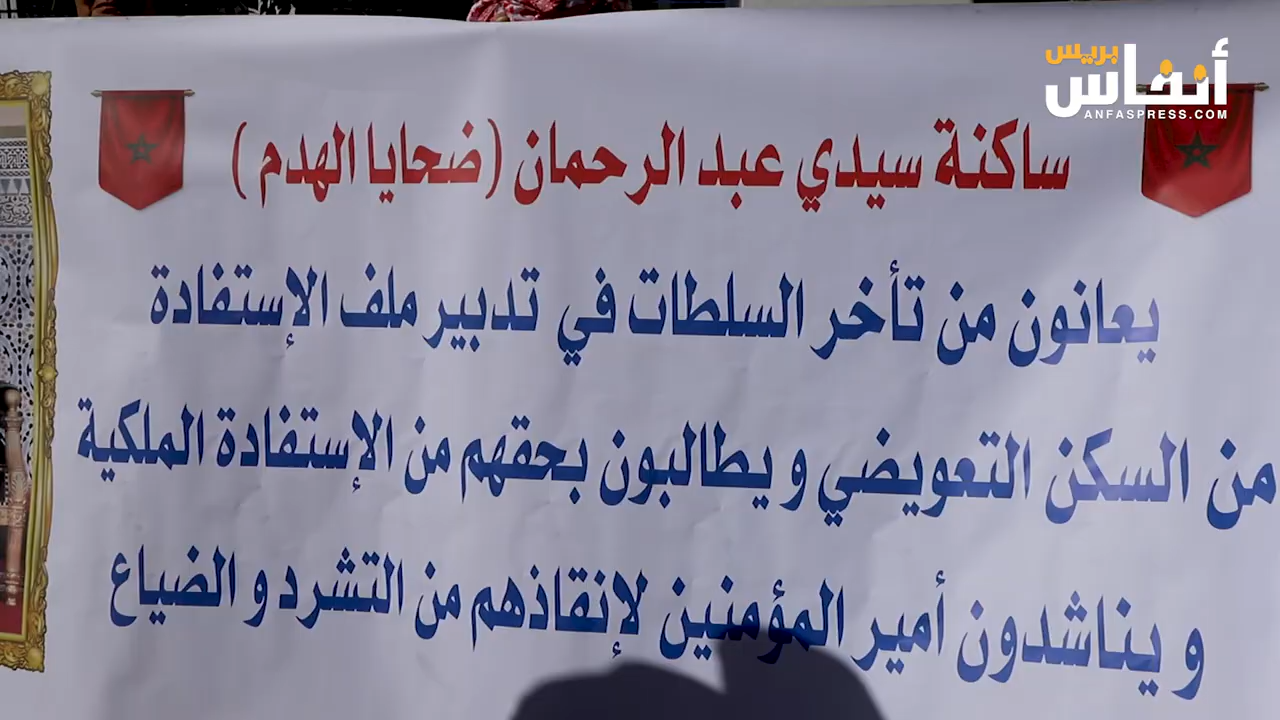 أنفاس بريس
ANFASPRESS.COM
ساكنة سيدي عبد الرحمان (ضحايا الهدم )
يعانون من تأخر السلطات في تدبير ملف الإستفادة
من السكن التعويضي و يطالبون بحقهم من الإستفادة الملكية
و يناشدون أمير المؤمنين لإنقاذهم من التشرد و الضياع